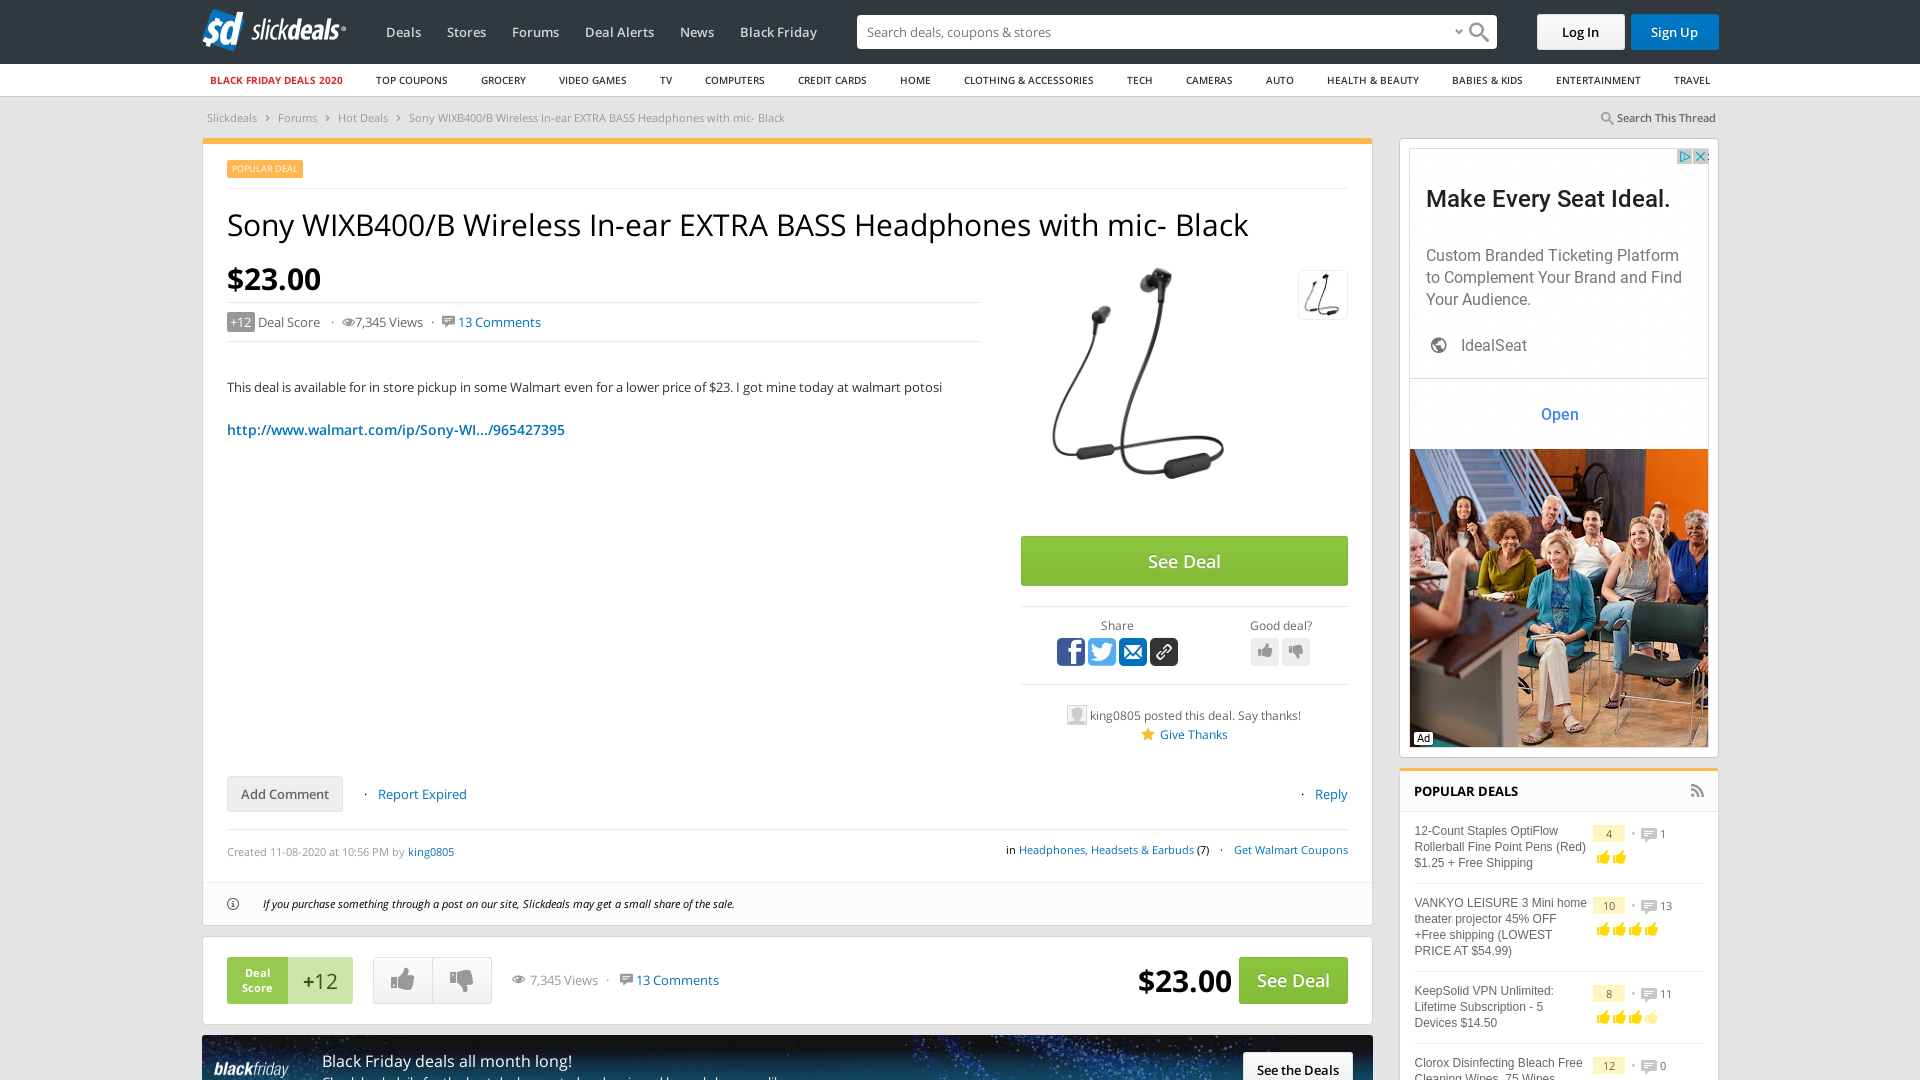 slickdeals
Deals
Stores
Forums
Deal Alerts
News
Black Friday
Search deals, coupons & stores
Log In
Sign Up
BLACK FRIDAY DEALS 2020
TOP COUPONS
GROCERY
VIDEO GAMES
TV
COMPUTERS
CREDIT CARDS
HOME
CLOTHING & ACCESSORIES
TECH
CAMERAS
AUTO
HEALTH & BEAUTY
BABIES & KIDS
ENTERTAINMENT
TRAVEL
Slickdeals › Forums › Hot Deals › Sony WIXB400/B Wireless In-ear EXTRA BASS Headphones with mic- Black
Search This Thread
POPULAR DEAL
Sony WIXB400/B Wireless In-ear EXTRA BASS Headphones with mic- Black
$23.00
+12 Deal Score · 7,345 Views · 13 Comments
This deal is available for in store pickup in some Walmart even for a lower price of $23. I got mine today at walmart potosi
http://www.walmart.com/ip/Sony-WI.../965427395
See Deal
Share
Good deal?
king0805 posted this deal. Say thanks!
Give Thanks
Add Comment
· Report Expired
· Reply
Created 11-08-2020 at 10:56 PM by king0805
in Headphones, Headsets & Earbuds (7) · Get Walmart Coupons
If you purchase something through a post on our site, Slickdeals may get a small share of the sale.
Deal
Score
+12
7,345 Views · 13 Comments
$23.00
See Deal
blackfriday
Black Friday deals all month long!
See the Deals
Make Every Seat Ideal.
Custom Branded Ticketing Platform
to Complement Your Brand and Find
Your Audience.
IdealSeat
Open
Ad
POPULAR DEALS
12-Count Staples OptiFlow
Rollerball Fine Point Pens (Red)
$1.25 + Free Shipping
4 • 1
VANKYO LEISURE 3 Mini home
theater projector 45% OFF
+Free shipping (LOWEST
PRICE AT $54.99)
10 • 13
KeepSolid VPN Unlimited:
Lifetime Subscription - 5
Devices $14.50
8 • 11
Clorox Disinfecting Bleach Free
Cleaning Wipes, 75 Wipes
12 • 0